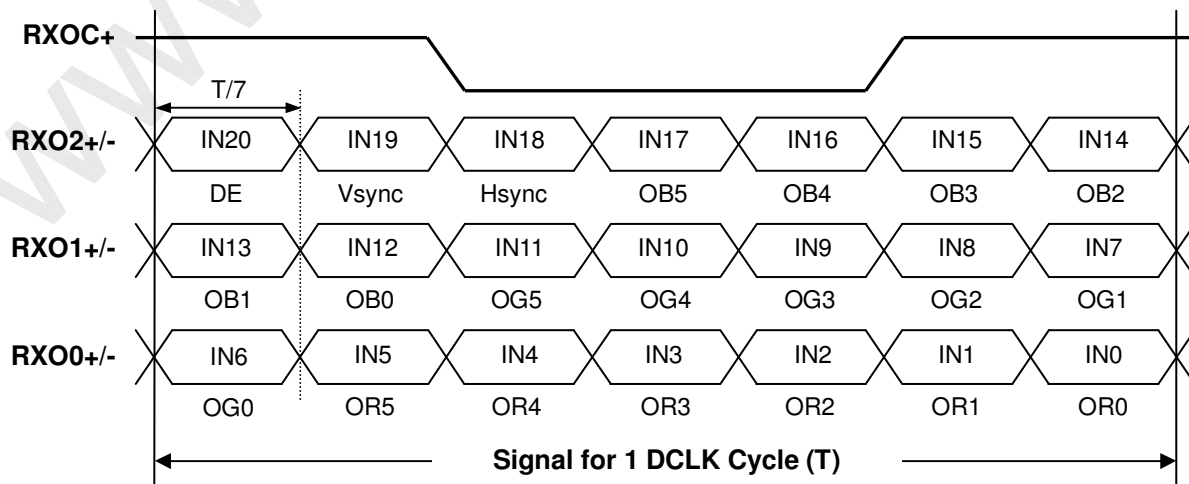 RXOC+
T/7
RXO2+/- IN20 IN19 IN18 IN17 IN16 IN15 IN14
DE Vsync Hsync OB5 OB4 OB3 OB2
RXO1+/- IN13 IN12 IN11 IN10 IN9 IN8 IN7
OB1 OB0 OG5 OG4 OG3 OG2 OG1
RXO0+/- IN6 IN5 IN4 IN3 IN2 IN1 IN0
OG0 OR5 OR4 OR3 OR2 OR1 OR0
Signal for 1 DCLK Cycle (T)